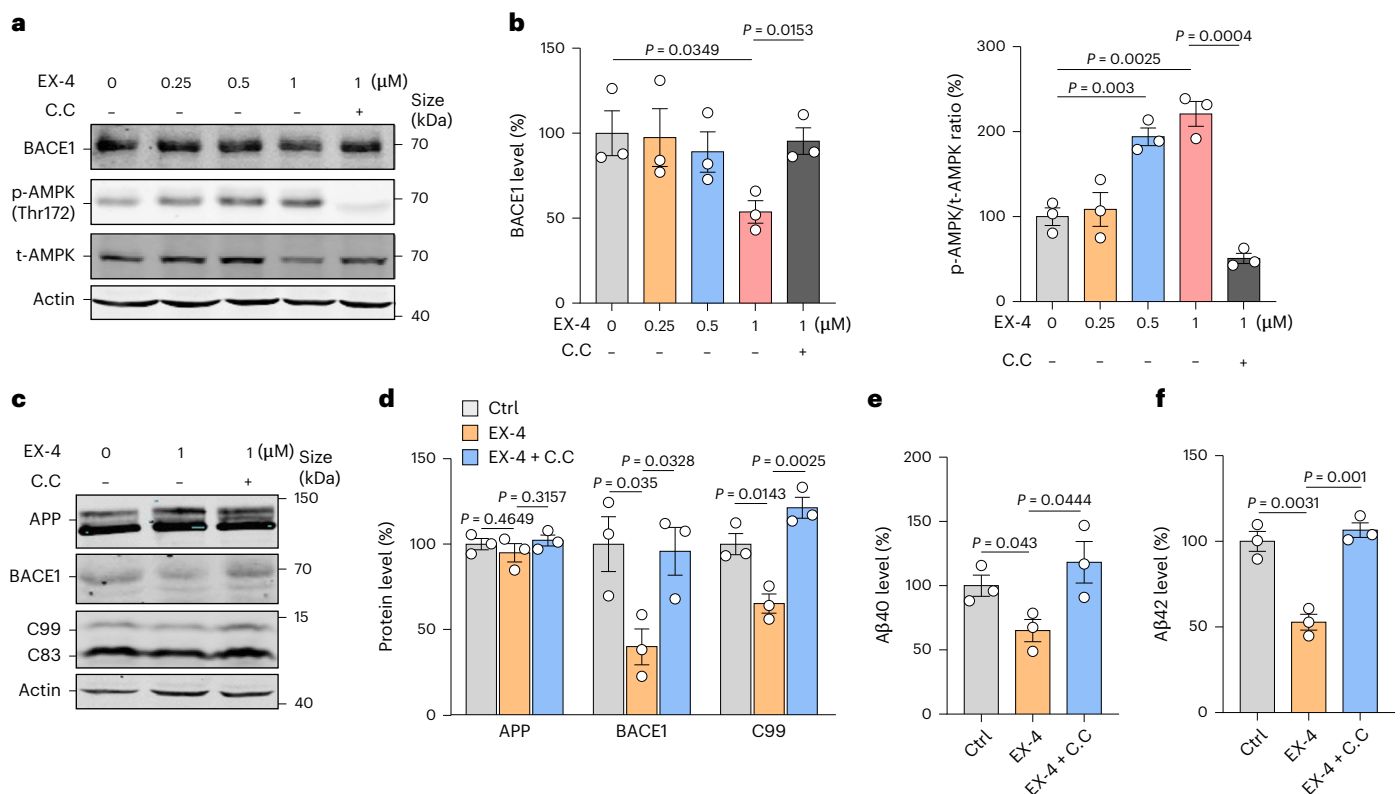 a
EX-4 0 0.25 0.5 1 1 (μM)
C.C – – – – +
Size
(kDa)
BACE1 70
p-AMPK
(Thr172) 70
t-AMPK 70
Actin
40
b
P = 0.0153
P = 0.0349
150
100
50
0
BACE1 level (%)
EX-4 0 0.25 0.5 1 1 (μM)
C.C – – – – +
P = 0.0004
P = 0.0025
P = 0.003
300
200
100
0
p-AMPK/t-AMPK ratio (%)
EX-4 0 0.25 0.5 1 1 (μM)
C.C – – – – +
c
EX-4 0 1 1 (μM)
C.C – – +
Size
(kDa)
150
APP
BACE1 70
15
C99
C83
Actin
40
d
Ctrl
EX-4
EX-4 + C.C
P = 0.4649
P = 0.3157
P = 0.035
P = 0.0328
P = 0.0143
P = 0.0025
150
100
50
0
Protein level (%)
APP BACE1 C99
e
P = 0.0444
P = 0.043
200
150
100
50
0
Aβ40 level (%)
Ctrl
EX-4
EX-4 + C.C
f
P = 0.001
P = 0.0031
150
100
50
0
Aβ42 level (%)
Ctrl
EX-4
EX-4 + C.C